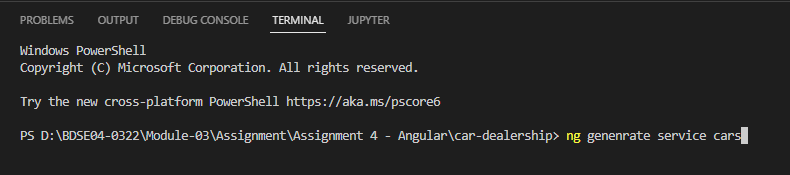 PROBLEMS OUTPUT DEBUG CONSOLE TERMINAL JUPYTER
Windows PowerShell
Copyright (C) Microsoft Corporation. All rights reserved.
Try the new cross-platform PowerShell https://aka.ms/pscore6
PS D:\BDSE04-0322\Module-03\Assignment\Assignment 4 - Angular\car-dealership> ng genenrate service cars